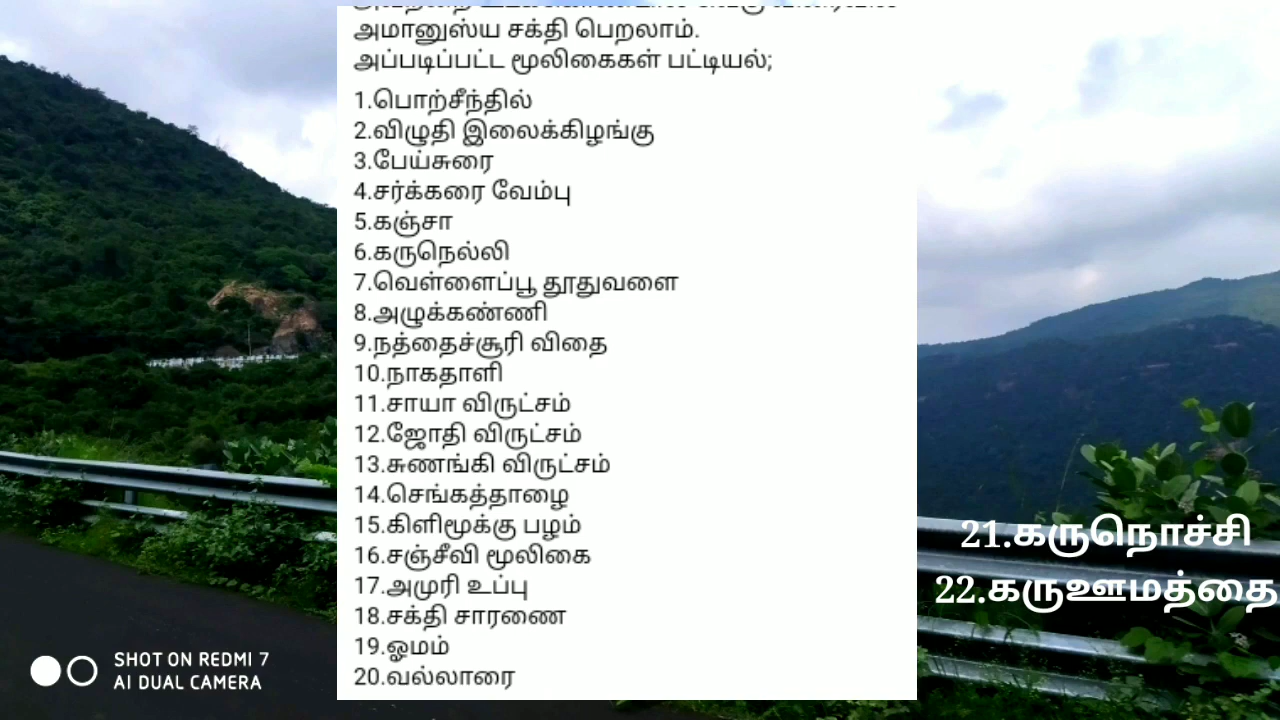 அமானுஸ்ய சக்தி பெறலாம்.
அப்படிப்பட்ட மூலிகைகள் பட்டியல்;
1.பொற்சீந்தில்
2.விழுதி இலைக்கிழங்கு
3.பேய்சுரை
4.சர்க்கரை வேம்பு
5.கஞ்சா
6.கருநெல்லி
7.வெள்ளைப்பூ தூதுவளை
8.அழுக்கண்ணி
9.நத்தைச்சூரி விதை
10.நாகதாளி
11.சாயா விருட்சம்
12.ஜோதி விருட்சம்
13.சுணங்கி விருட்சம்
14.செங்கத்தாழை
15.கிளிமூக்கு பழம்
16.சஞ்சீவி மூலிகை
17.அமுரி உப்பு
18.சக்தி சாரணை
19.ஓமம்
20.வல்லாரை
21.கருநொச்சி
22.கருஊமத்தை
SHOT ON REDMI 7
AI DUAL CAMERA